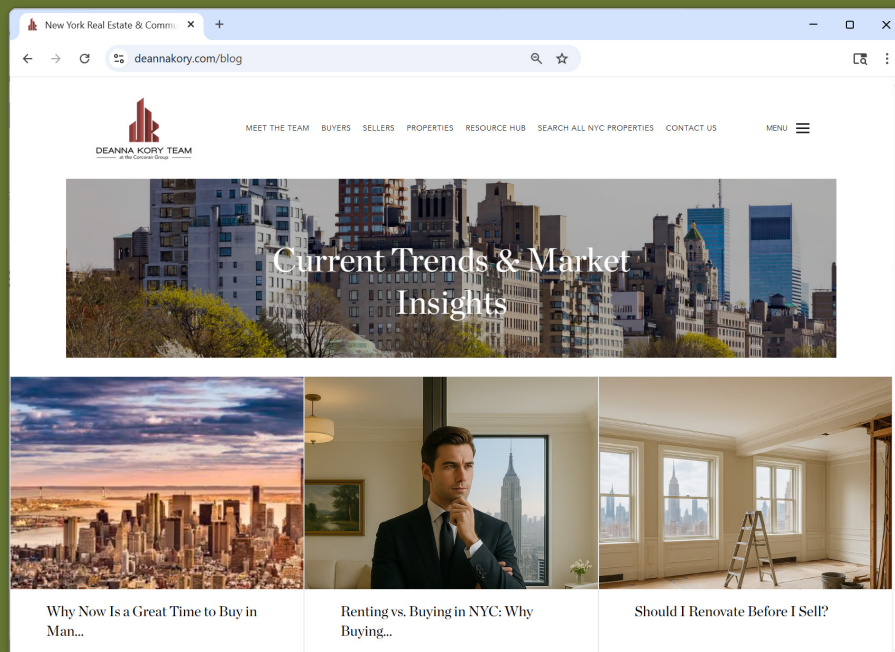 New York Real Estate & Commu
deannakory.com/blog
DEANNA KORY TEAM
at the Corcoran Group
MEET THE TEAM BUYERS SELLERS PROPERTIES RESOURCE HUB SEARCH ALL NYC PROPERTIES CONTACT US MENU
Current Trends & Market
Insights
Why Now Is a Great Time to Buy in
Man...
Renting vs. Buying in NYC: Why
Buying...
Should I Renovate Before I Sell?